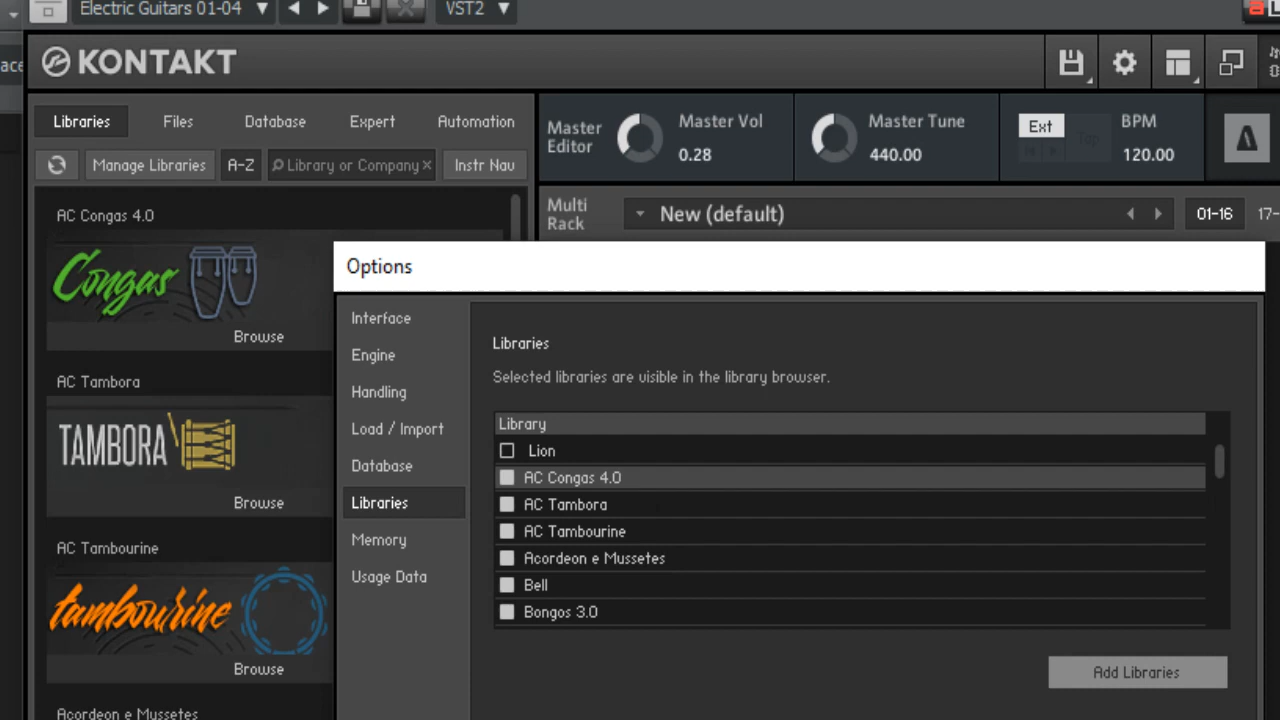 Electric Guitars 01-04
VST2
KONTAKT
Libraries
Files
Database
Expert
Automation
Manage Libraries
A-Z
Library or Company
Instr Nav
Master
Editor
Master Vol
0.28
Master Tune
440.00
Ext
Tap
BPM
120.00
Multi
Rack
New (default)
01-16
17-
AC Congas 4.0
Congas
Browse
AC Tambora
TAMBORA
Browse
AC Tambourine
tambourine
Browse
Acordeon e Mussetes
Options
Interface
Engine
Handling
Load / Import
Database
Libraries
Memory
Usage Data
Libraries
Selected libraries are visible in the library browser.
Library
Lion
AC Congas 4.0
AC Tambora
AC Tambourine
Acordeon e Mussetes
Bell
Bongos 3.0
Add Libraries